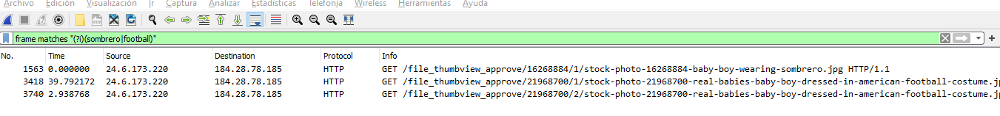 Archivo Edición Visualización Ir Captura Analizar Estadísticas Telefonía Wireless Herramientas Ayuda
frame matches "(?i)(sombrero|football)"
No. Time Source Destination Protocol Info
1563 0.000000 24.6.173.220 184.28.78.185 HTTP GET /file_thumbview_approve/16268884/1/stock-photo-16268884-baby-boy-wearing-sombrero.jpg HTTP/1.1
3418 39.792172 24.6.173.220 184.28.78.185 HTTP GET /file_thumbview_approve/21968700/1/stock-photo-21968700-real-babies-baby-boy-dressed-in-american-football-costume.jp
3740 2.938768 24.6.173.220 184.28.78.185 HTTP GET /file_thumbview_approve/21968700/2/stock-photo-21968700-real-babies-baby-boy-dressed-in-american-football-costume.jp